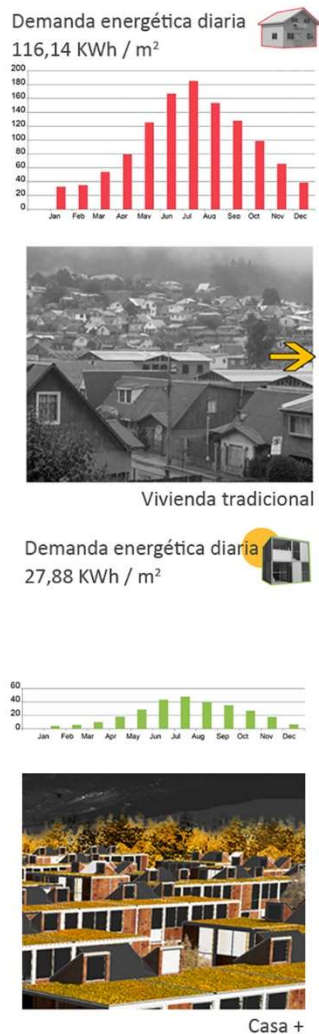 Demanda energética diaria
116,14 KWh / m²
200
180
160
140
120
100
80
60
40
20
0
Jan Feb Mar Apr May Jun Jul Aug Sep Oct Nov Dec
Vivienda tradicional
Demanda energética diaria
27,88 KWh / m²
60
40
20
0
Jan Feb Mar Apr May Jun Jul Aug Sep Oct Nov Dec
Casa +